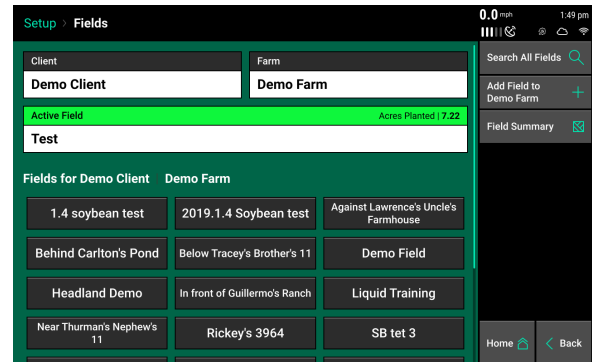 Setup > Fields
0.0 mph
1:49 pm
Client
Demo Client
Farm
Demo Farm
Active Field
Acres Planted | 7.22
Test
Fields for Demo Client Demo Farm
1.4 soybean test
2019.1.4 Soybean test
Against Lawrence's Uncle's
Farmhouse
Behind Carlton's Pond
Below Tracey's Brother's 11
Demo Field
Headland Demo
In front of Guillermo's Ranch
Liquid Training
Near Thurman's Nephew's
11
Rickey's 3964
SB tet 3
Search All Fields
Add Field to
Demo Farm
Field Summary
Home
Back